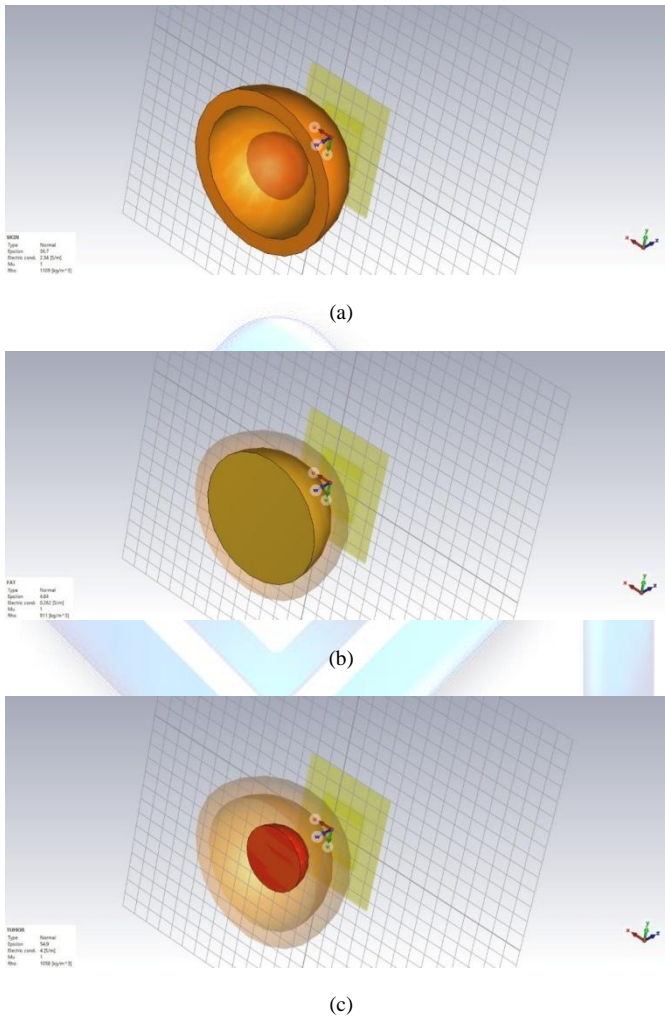 SKIN
Type Normal
Epsilon
Electric cond. 2.34 [S/m]
Mu 1
Rho 1109 [kg/m^3]
(a)
FAT
Type Normal
Epsilon 4.84
Electric cond. 0.262 [S/m]
Mu 1
Rho 911 [kg/m^3]
(b)
TUMOR
Type Normal
Epsilon 54.9
Electric cond. 4 [S/m]
Mu 1
Rho 1058 [kg/m^3]
(c)